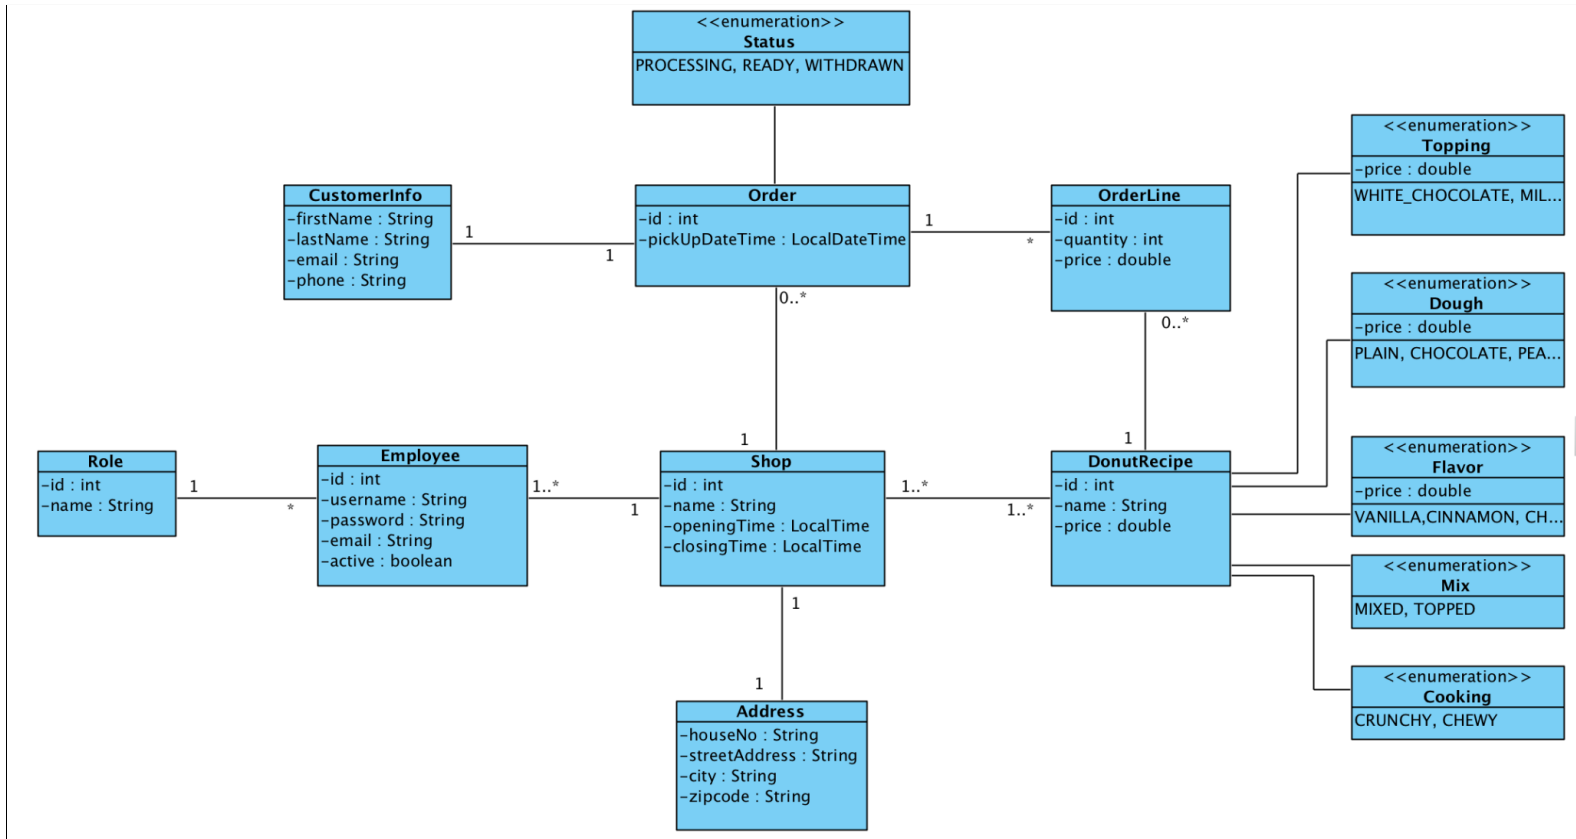 <<enumeration>>
Status
PROCESSING, READY, WITHDRAWN
<<enumeration>>
Topping
-price : double
WHITE_CHOCOLATE, MIL...
CustomerInfo
-firstName : String
-lastName : String
-email : String
-phone : String
1
1
Order
-id : int
-pickUpDateTime : LocalDateTime
1
*
OrderLine
-id : int
-quantity : int
-price : double
<<enumeration>>
Dough
-price : double
PLAIN, CHOCOLATE, PEA...
0..*
1
0..*
1
Role
-id : int
-name : String
1
*
Employee
-id : int
-username : String
-password : String
-email : String
-active : boolean
1..*
1
Shop
-id : int
-name : String
-openingTime : LocalTime
-closingTime : LocalTime
1..*
1..*
DonutRecipe
-id : int
-name : String
-price : double
<<enumeration>>
Flavor
-price : double
VANILLA,CINNAMON, CH...
<<enumeration>>
Mix
MIXED, TOPPED
<<enumeration>>
Cooking
CRUNCHY, CHEWY
1
1
Address
-houseNo : String
-streetAddress : String
-city : String
-zipcode : String